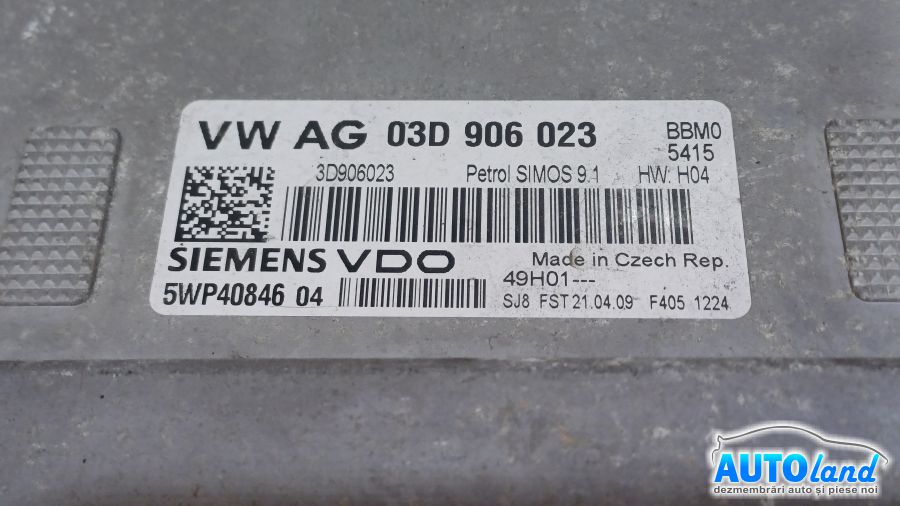 VW AG 03D 906 023 BBM0
5415
3D906023 Petrol SIMOS 9.1 HW: H04
SIEMENS VDO Made in Czech Rep.
49H01---
5WP40846 04 SJ8 FST 21.04.09 F405 1224
AUTOland
dezmembrări auto și piese noi